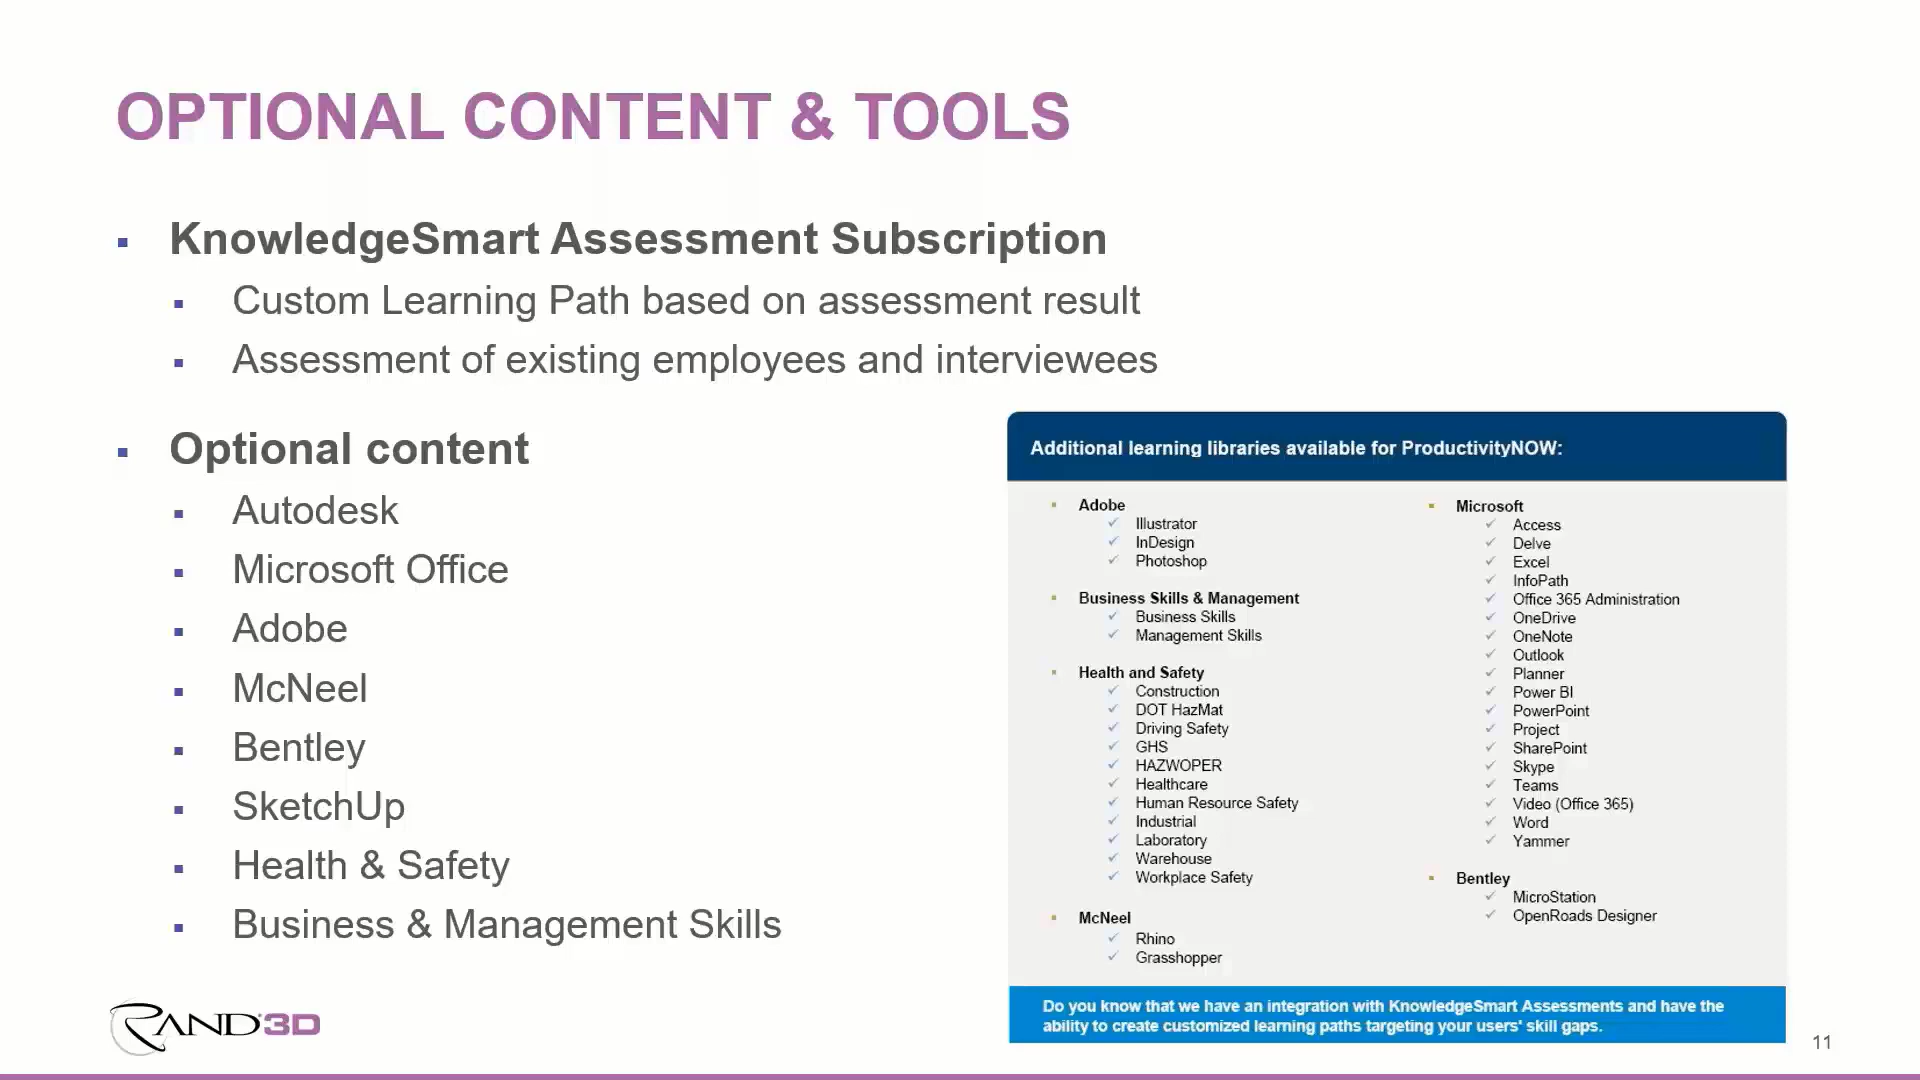 OPTIONAL CONTENT & TOOLS
KnowledgeSmart Assessment Subscription
Custom Learning Path based on assessment result
Assessment of existing employees and interviewees
Optional content
Autodesk
Microsoft Office
Adobe
McNeel
Bentley
SketchUp
Health & Safety
Business & Management Skills
Additional learning libraries available for ProductivityNOW:
Adobe
Illustrator
InDesign
Photoshop
Business Skills & Management
Business Skills
Management Skills
Health and Safety
Construction
DOT HazMat
Driving Safety
GHS
HAZWOPER
Healthcare
Human Resource Safety
Industrial
Laboratory
Warehouse
Workplace Safety
McNeel
Rhino
Grasshopper
Microsoft
Access
Delve
Excel
InfoPath
Office 365 Administration
OneDrive
OneNote
Outlook
Planner
Power BI
PowerPoint
Project
SharePoint
Skype
Teams
Video (Office 365)
Word
Yammer
Bentley
MicroStation
OpenRoads Designer
Do you know that we have an integration with KnowledgeSmart Assessments and have the
ability to create customized learning paths targeting your users' skill gaps.
RAND 3D
11